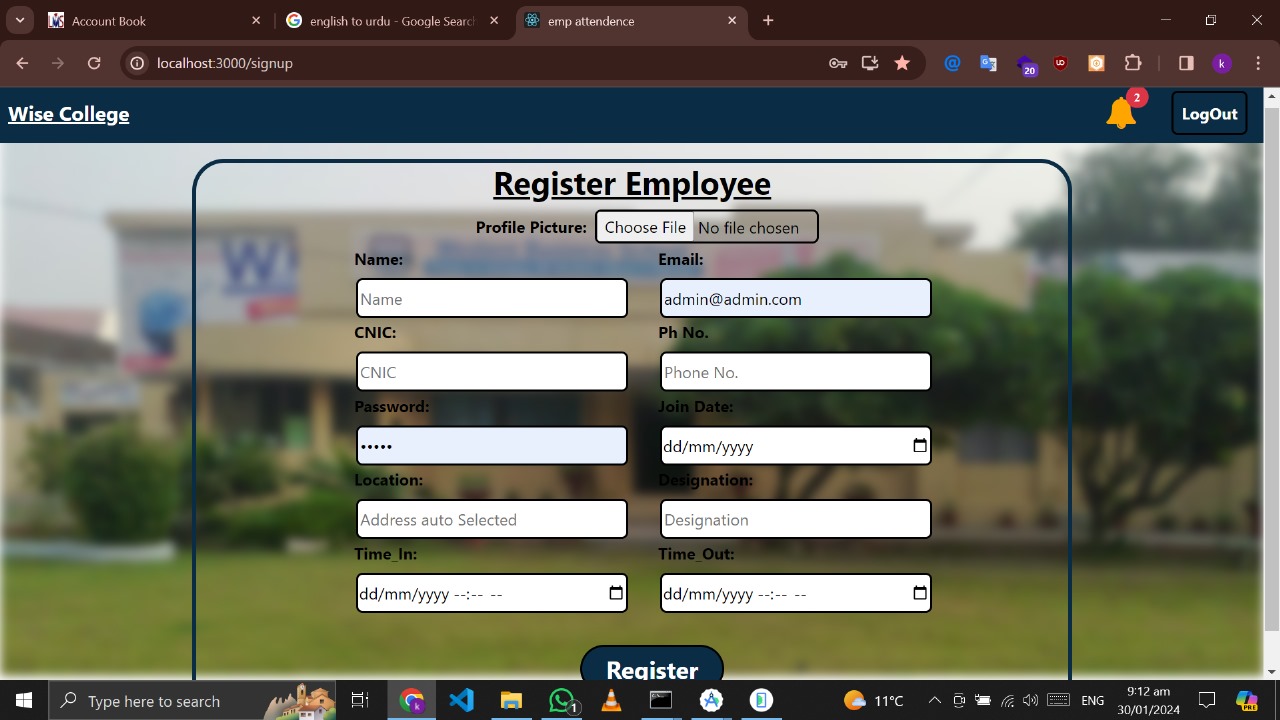 Account Book
english to urdu - Google Searc
emp attendence
localhost:3000/signup
20
k
Wise College
2
LogOut
Register Employee
Profile Picture: Choose File No file chosen
Name: Email:
Name admin@admin.com
CNIC: Ph No.
CNIC Phone No.
Password: Join Date:
••••• dd/mm/yyyy
Location: Designation:
Address auto Selected Designation
Time_In: Time_Out:
dd/mm/yyyy --:-- -- dd/mm/yyyy --:-- --
Register
Type here to search
1
11°C
ENG
9:12 am
30/01/2024
PRE